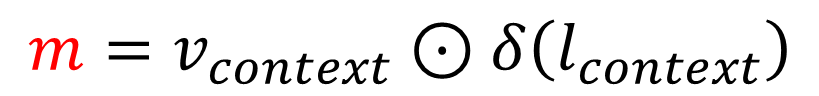 m = v_context ⊙ δ(l_context)